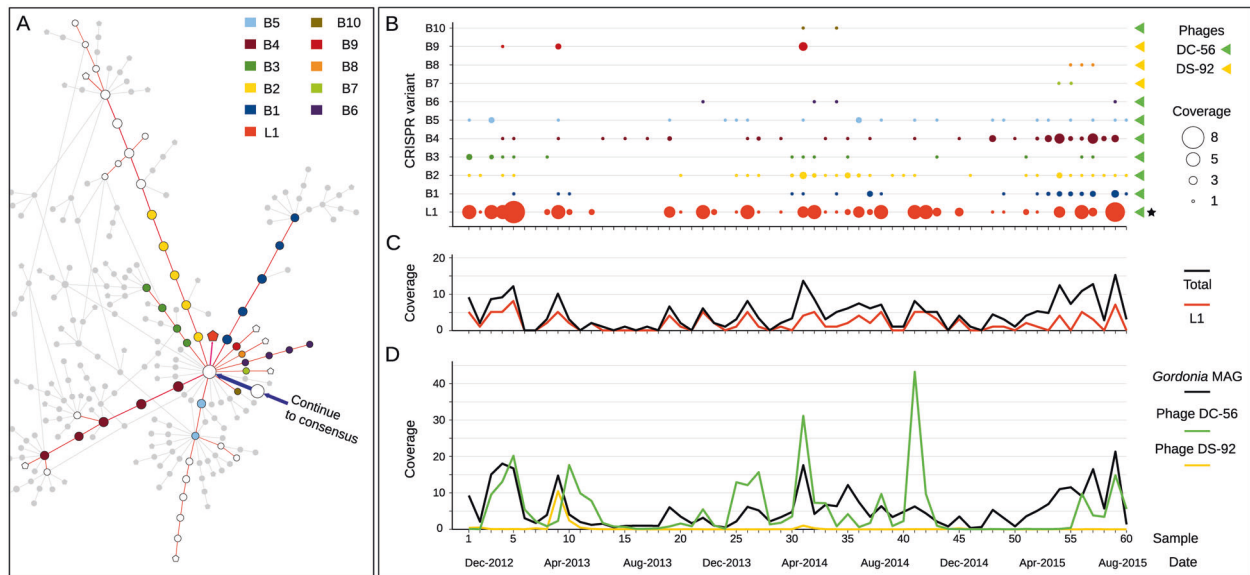 A
B5
B4
B3
B2
B1
L1
B10
B9
B8
B7
B6
Continue
to consensus
B
CRISPR variant
B10
B9
B8
B7
B6
B5
B4
B3
B2
B1
L1
Phages
DC-56
DS-92
Coverage
8
5
3
1
C
Coverage
20
10
0
Total
L1
D
Coverage
40
30
20
10
0
Gordonia MAG
Phage DC-56
Phage DS-92
1 5 10 15 20 25 30 35 40 45 50 55 60 Sample
Dec-2012 Apr-2013 Aug-2013 Dec-2013 Apr-2014 Aug-2014 Dec-2014 Apr-2015 Aug-2015 Date